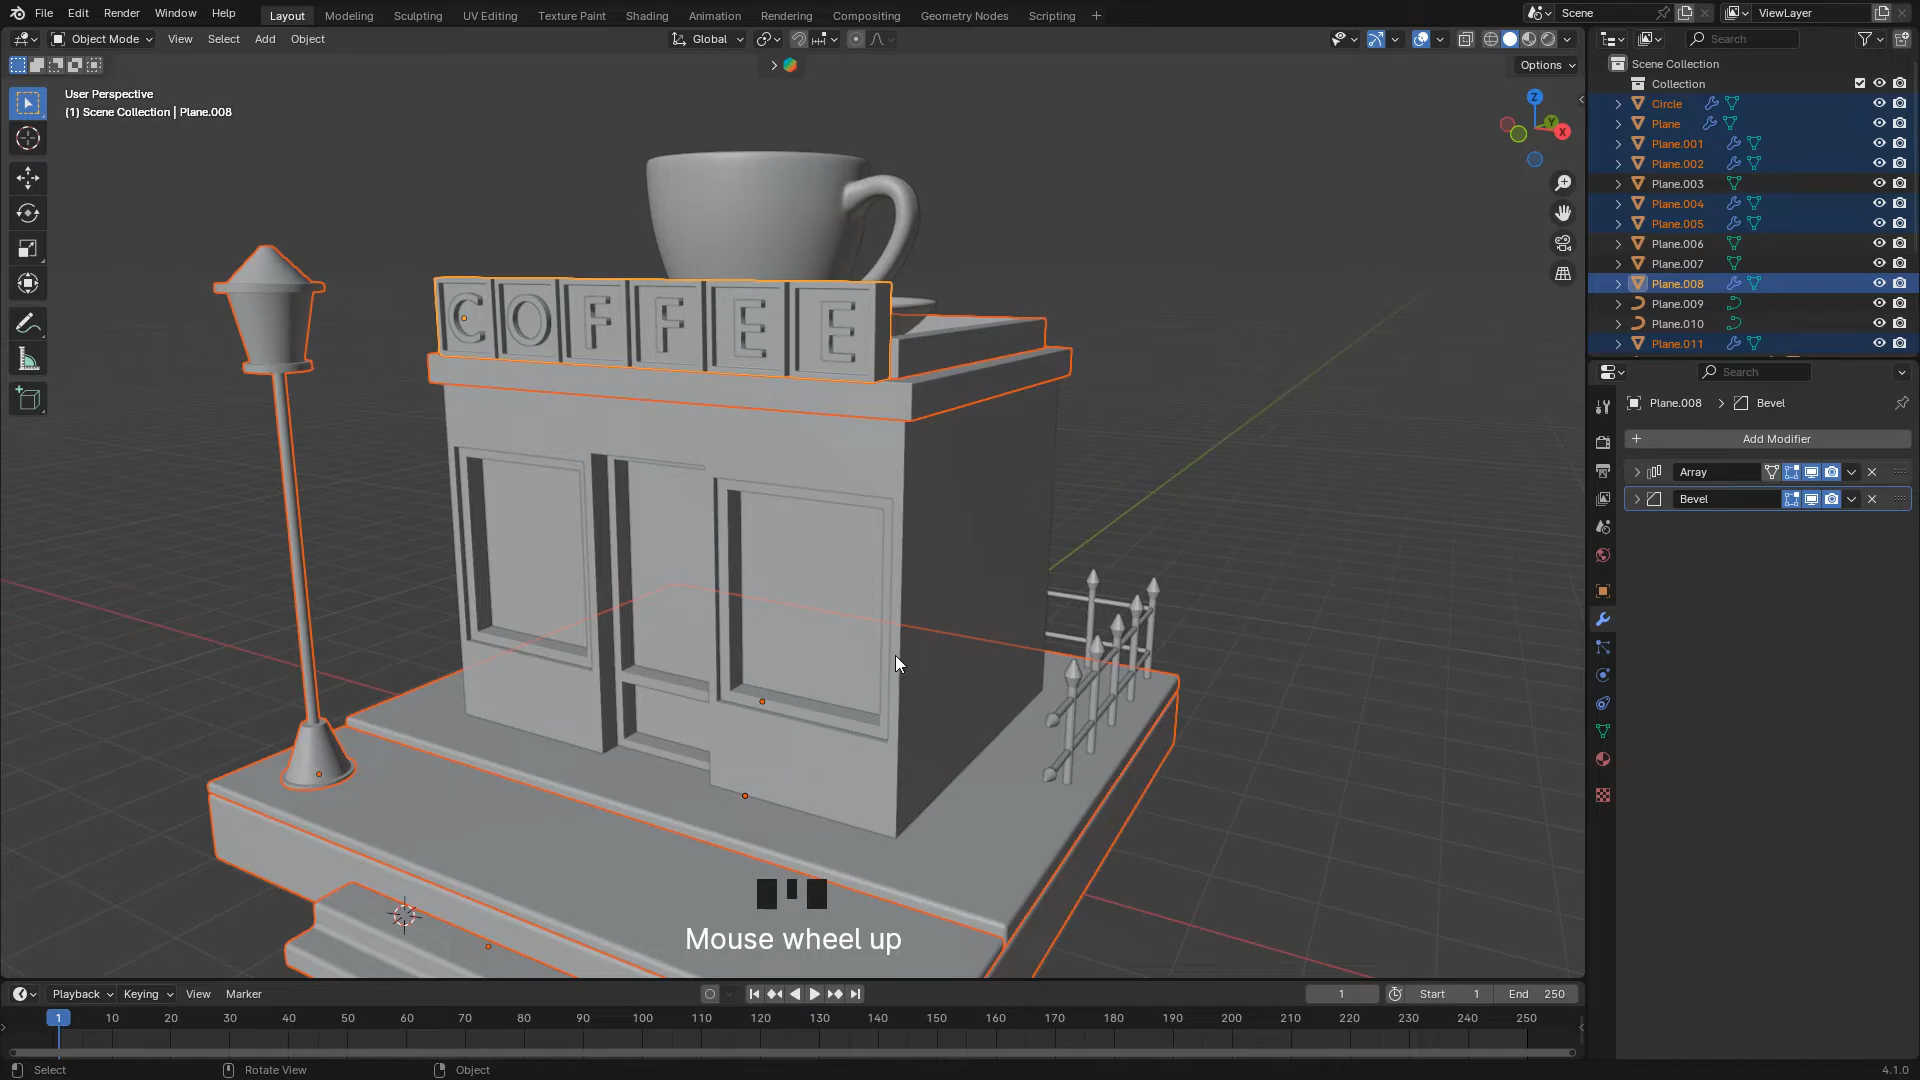 File Edit Render Window Help Layout Modeling Sculpting UV Editing Texture Paint Shading Animation Rendering Compositing Geometry Nodes Scripting + Scene ViewLayer
Object Mode View Select Add Object Global Search
Options
Scene Collection
User Perspective
(1) Scene Collection | Plane.008
Collection
Circle
Plane
Plane.001
Plane.002
Plane.003
Plane.004
Plane.005
Plane.006
Plane.007
Plane.008
Plane.009
Plane.010
Plane.011
Z
Y
X
COFFEE
Search
Plane.008 > Bevel
+ Add Modifier
Array
Bevel
Mouse wheel up
Playback Keying View Marker 1 Start 1 End 250
1 10 20 30 40 50 60 70 80 90 100 110 120 130 140 150 160 170 180 190 200 210 220 230 240 250
Select Rotate View Object 4.1.0